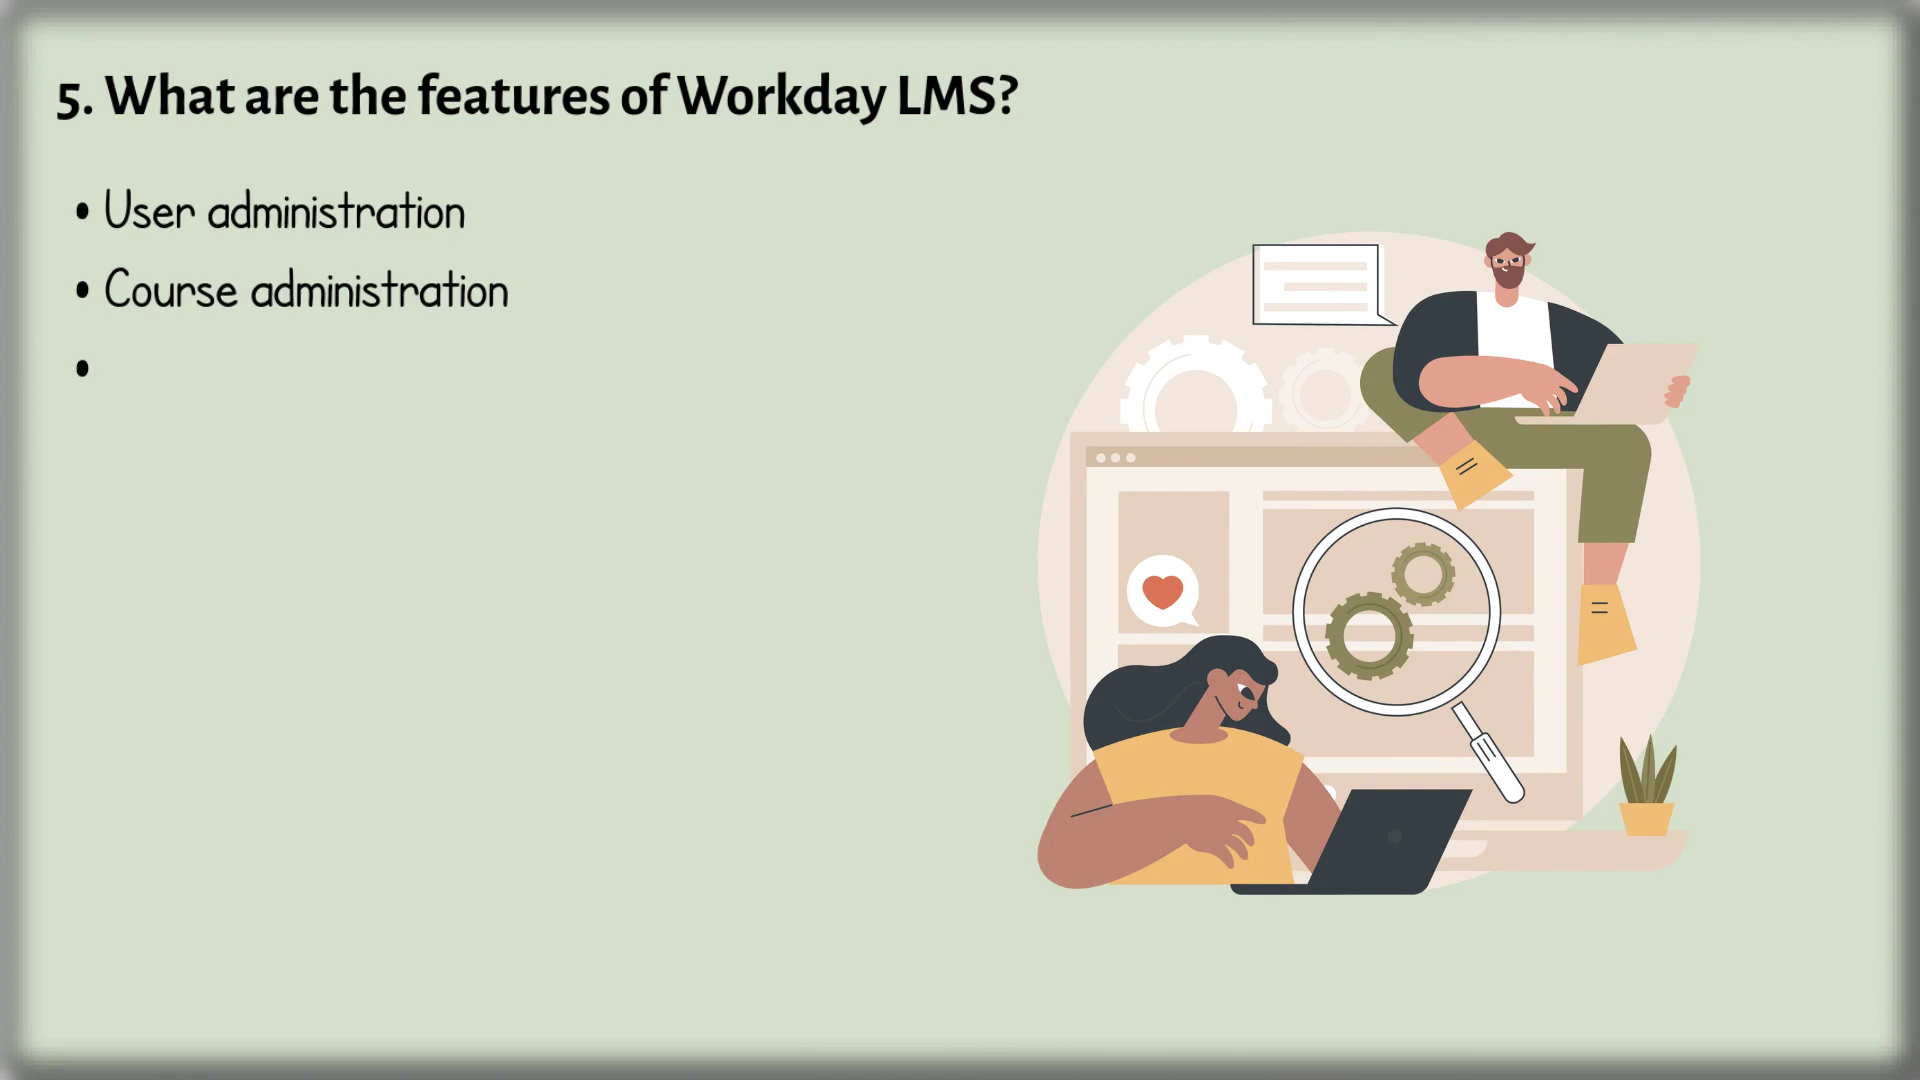 5. What are the features of Workday LMS?
• User administration
• Course administration
•